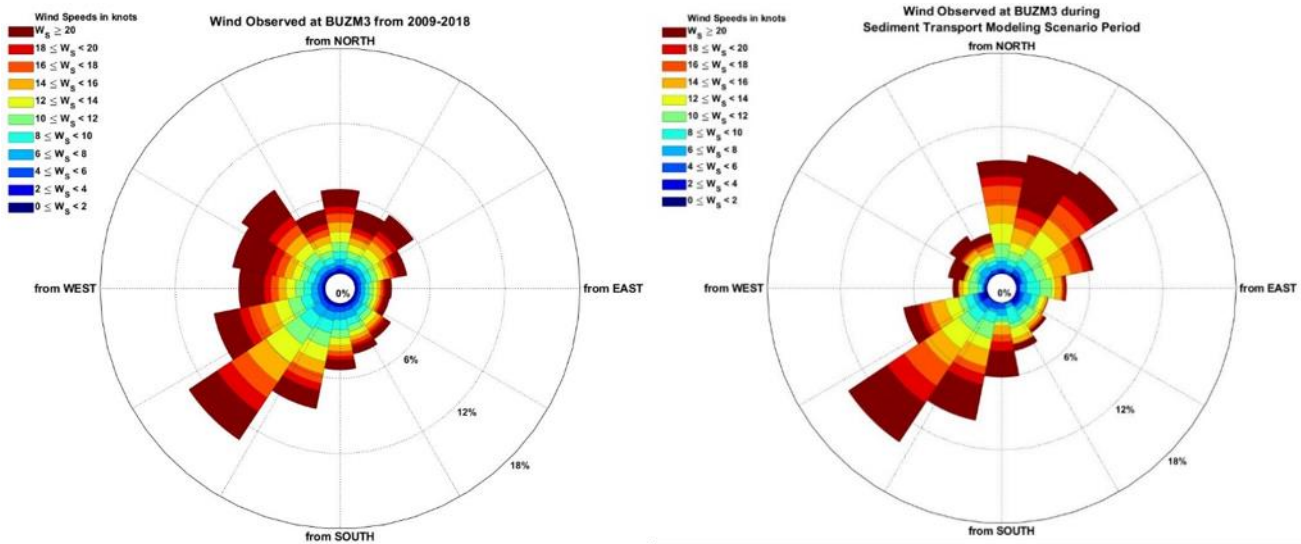 Wind Observed at BUZM3 from 2009-2018
Wind Speeds in knots
W_S ≥ 20
18 ≤ W_S < 20
16 ≤ W_S < 18
14 ≤ W_S < 16
12 ≤ W_S < 14
10 ≤ W_S < 12
8 ≤ W_S < 10
6 ≤ W_S < 8
4 ≤ W_S < 6
2 ≤ W_S < 4
0 ≤ W_S < 2
from NORTH
from WEST
0%
from EAST
6%
12%
18%
from SOUTH
Wind Observed at BUZM3 during
Sediment Transport Modeling Scenario Period
Wind Speeds in knots
W_S ≥ 20
18 ≤ W_S < 20
16 ≤ W_S < 18
14 ≤ W_S < 16
12 ≤ W_S < 14
10 ≤ W_S < 12
8 ≤ W_S < 10
6 ≤ W_S < 8
4 ≤ W_S < 6
2 ≤ W_S < 4
0 ≤ W_S < 2
from NORTH
from WEST
0%
from EAST
6%
12%
18%
from SOUTH